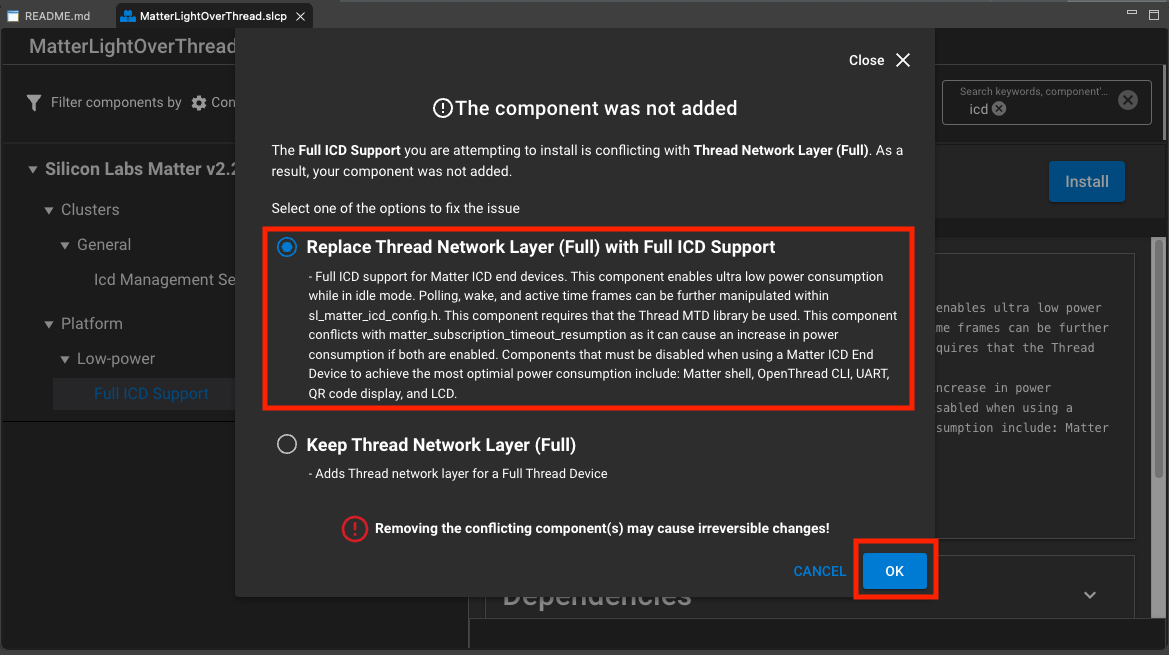 README.md
MatterLightOverThread.slcp
MatterLightOverThread
Close
Filter components by
Con
Search keywords, component'...
icd
The component was not added
The Full ICD Support you are attempting to install is conflicting with Thread Network Layer (Full). As a
result, your component was not added.
Silicon Labs Matter v2.2
Install
Clusters
Select one of the options to fix the issue
General
Replace Thread Network Layer (Full) with Full ICD Support
Icd Management Se
- Full ICD support for Matter ICD end devices. This component enables ultra low power consumption
while in idle mode. Polling, wake, and active time frames can be further manipulated within
sl_matter_icd_config.h. This component requires that the Thread MTD library be used. This component
conflicts with matter_subscription_timeout_resumption as it can cause an increase in power
consumption if both are enabled. Components that must be disabled when using a Matter ICD End
Device to achieve the most optimial power consumption include: Matter shell, OpenThread CLI, UART,
QR code display, and LCD.
enables ultra low power
me frames can be further
quires that the Thread
ncrease in power
sabled when using a
sumption include: Matter
Platform
Low-power
Full ICD Support
Keep Thread Network Layer (Full)
- Adds Thread network layer for a Full Thread Device
Removing the conflicting component(s) may cause irreversible changes!
CANCEL
OK
Dependencies